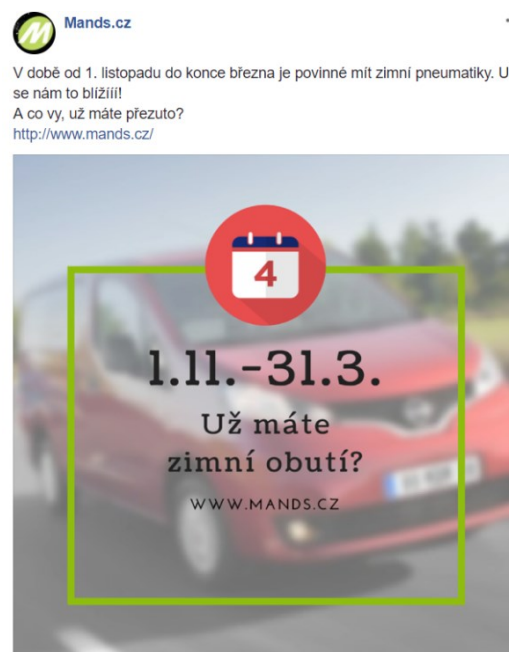 Mands.cz
V době od 1. listopadu do konce března je povinné mít zimní pneumatiky. U
se nám to blížííí!
A co vy, už máte přezuto?
http://www.mands.cz/
4
1.11.-31.3.
Už máte
zimní obutí?
WWW.MANDS.CZ